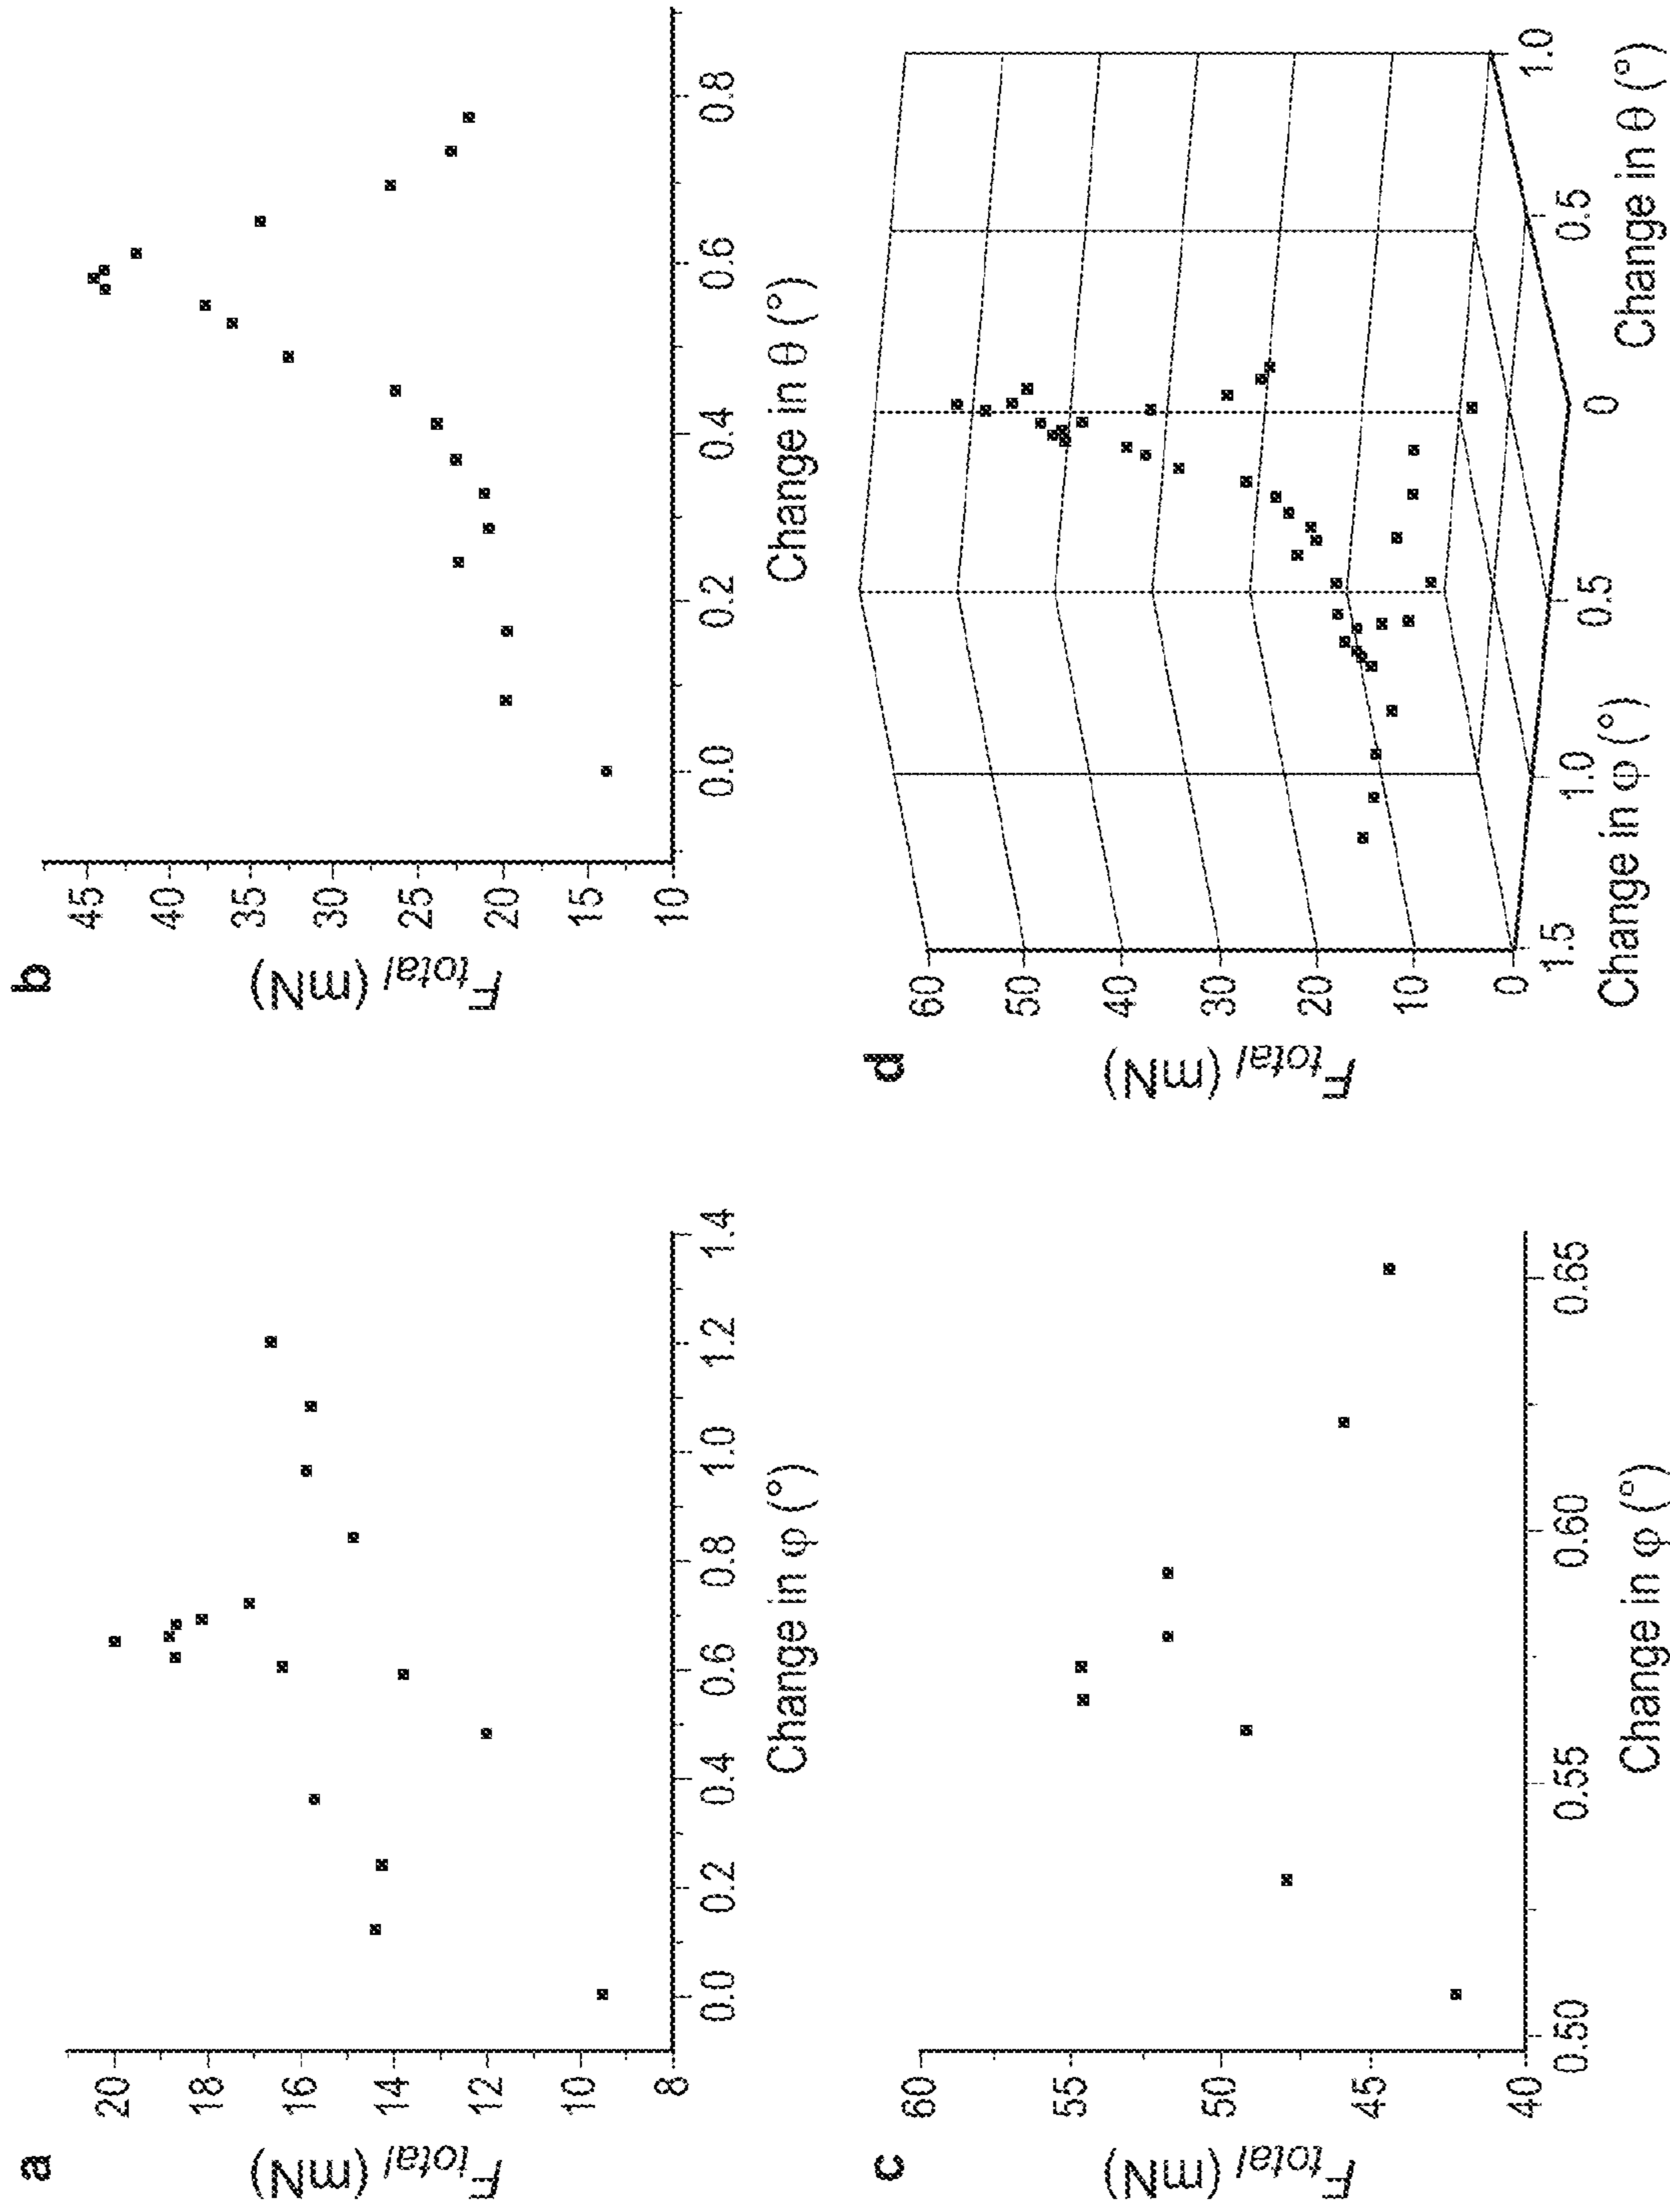 a
F_total (mN)
20
18
16
14
12
10
8
0.0 0.2 0.4 0.6 0.8 1.0 1.2 1.4
Change in φ (°)
b
F_total (mN)
45
40
35
30
25
20
15
10
0.0 0.2 0.4 0.6 0.8
Change in θ (°)
c
F_total (mN)
60
55
50
45
40
0.50 0.55 0.60 0.65
Change in φ (°)
d
F_total (mN)
60
50
40
30
20
10
0
1.5 1.0 0.5 0 0.5 1.0
Change in φ (°) Change in θ (°)